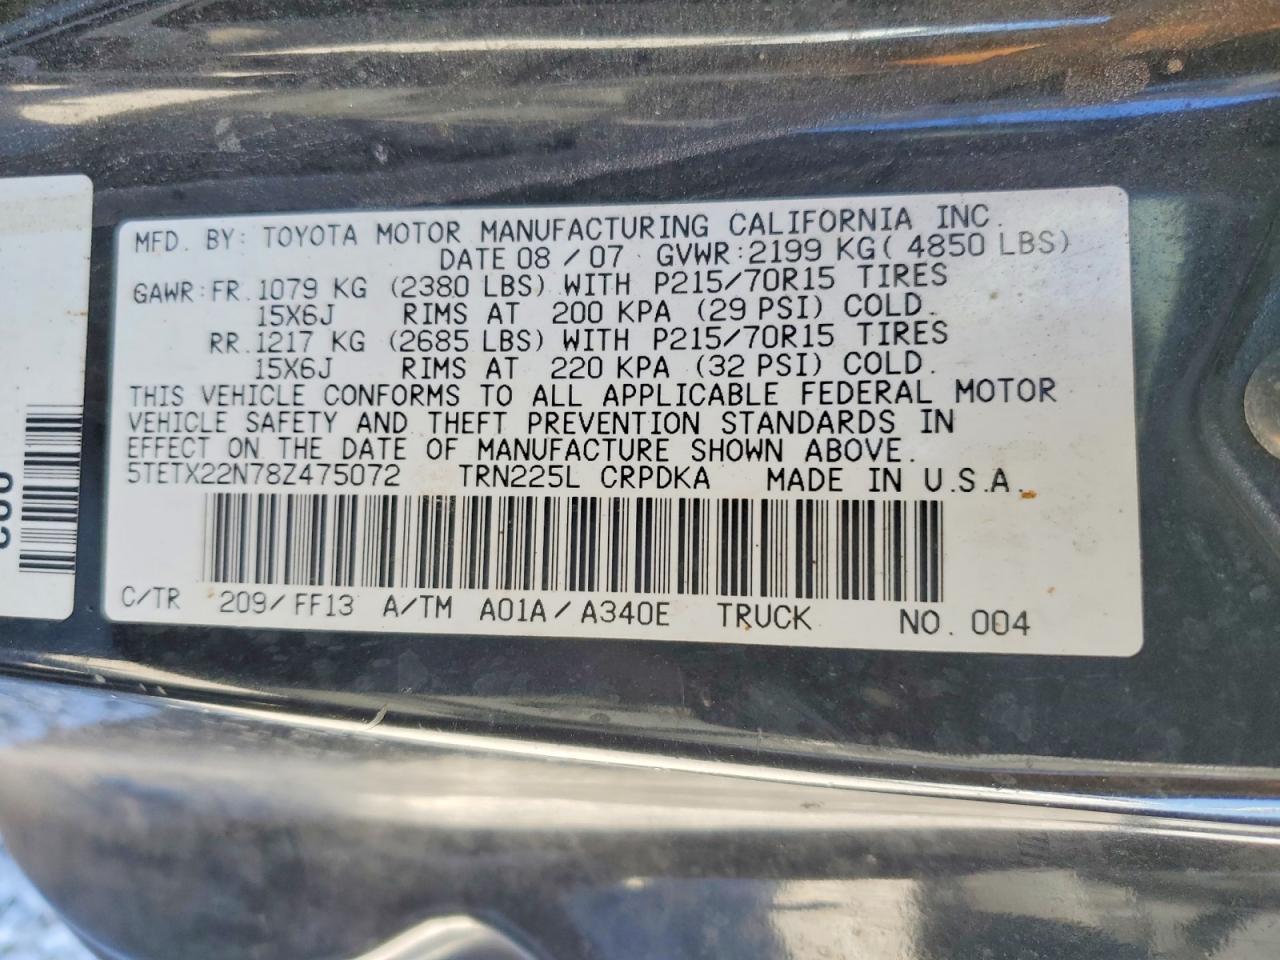 MFD. BY: TOYOTA MOTOR MANUFACTURING CALIFORNIA INC.
DATE 08 / 07 GVWR:2199 KG( 4850 LBS)
GAWR:FR.1079 KG (2380 LBS) WITH P215/70R15 TIRES
15X6J RIMS AT 200 KPA (29 PSI) COLD.
RR.1217 KG (2685 LBS) WITH P215/70R15 TIRES
15X6J RIMS AT 220 KPA (32 PSI) COLD.
THIS VEHICLE CONFORMS TO ALL APPLICABLE FEDERAL MOTOR
VEHICLE SAFETY AND THEFT PREVENTION STANDARDS IN
EFFECT ON THE DATE OF MANUFACTURE SHOWN ABOVE.
5TETX22N78Z475072 TRN225L CRPDKA MADE IN U.S.A.
C/TR 209/FF13 A/TM A01A/A340E TRUCK NO. 004